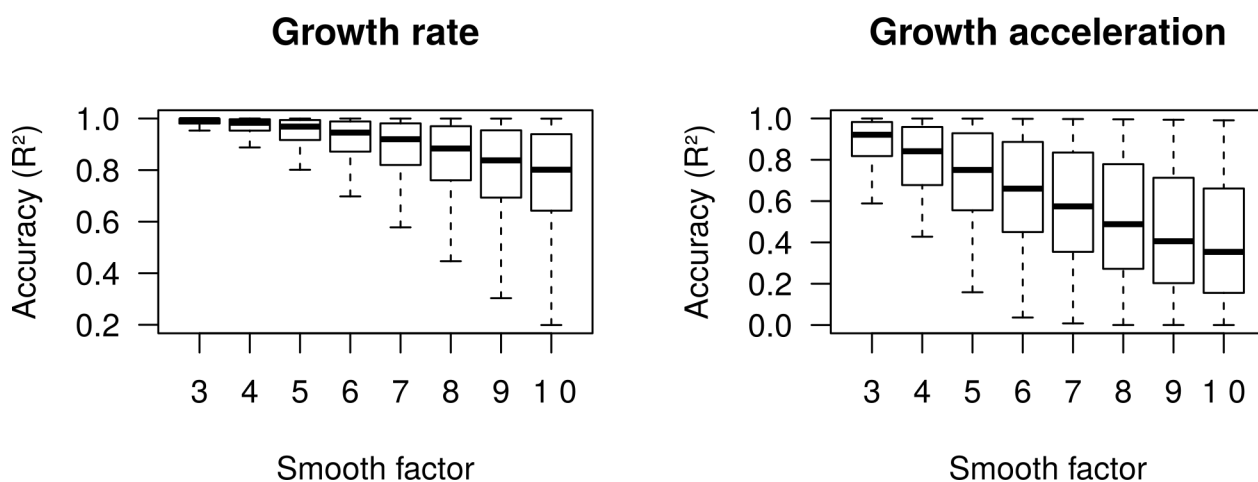 Growth rate
Accuracy (R²)
1.0
0.8
0.6
0.4
0.2
3 4 5 6 7 8 9 10
Smooth factor
Growth acceleration
Accuracy (R²)
1.0
0.8
0.6
0.4
0.2
0.0
3 4 5 6 7 8 9 10
Smooth factor